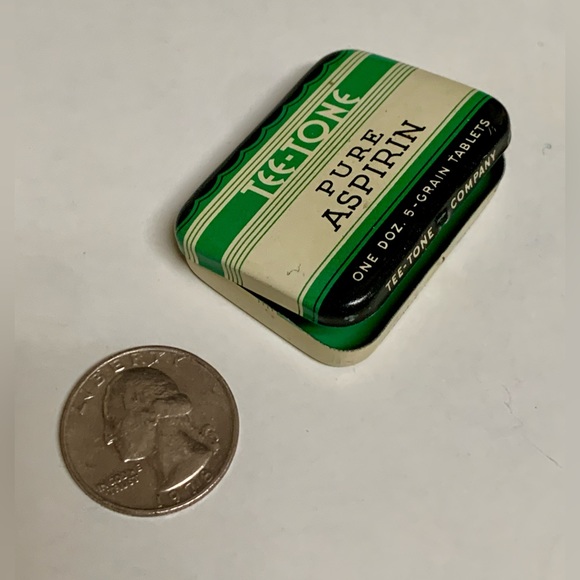 TEE-TONE
PURE
ASPIRIN
ONE DOZ. 5-GRAIN TABLETS
TEE-TONE COMPANY
LIBERTY